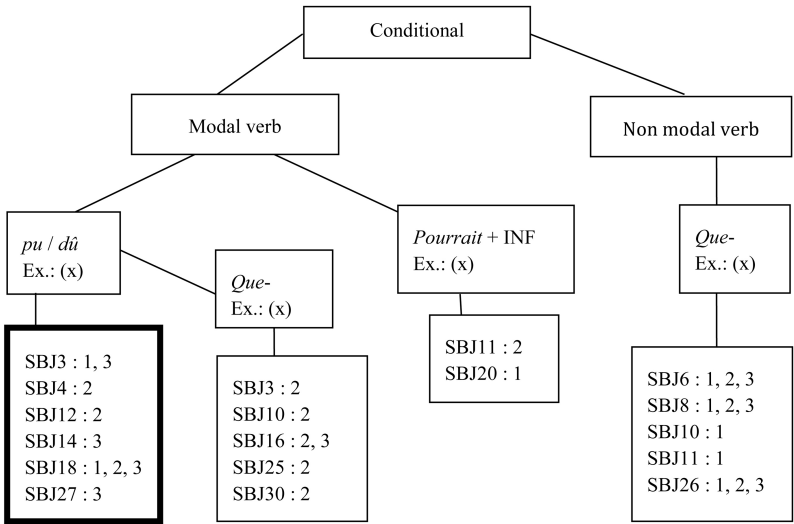 Conditional
Modal verb
Non modal verb
pu / dû
Ex.: (x)
Que-
Ex.: (x)
Pourrait + INF
Ex.: (x)
Que-
Ex.: (x)
SBJ3 : 1, 3
SBJ4 : 2
SBJ12 : 2
SBJ14 : 3
SBJ18 : 1, 2, 3
SBJ27 : 3
SBJ3 : 2
SBJ10 : 2
SBJ16 : 2, 3
SBJ25 : 2
SBJ30 : 2
SBJ11 : 2
SBJ20 : 1
SBJ6 : 1, 2, 3
SBJ8 : 1, 2, 3
SBJ10 : 1
SBJ11 : 1
SBJ26 : 1, 2, 3